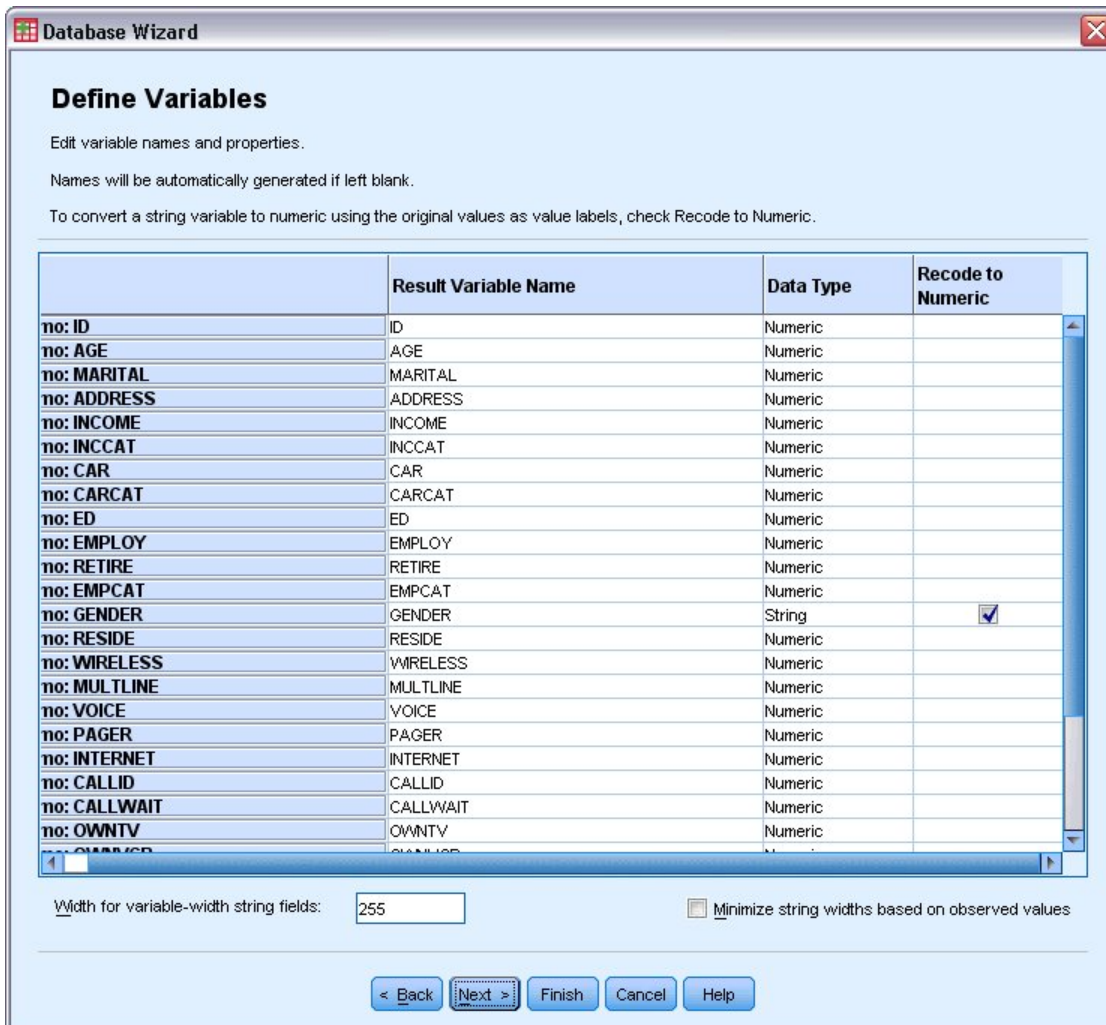 Database Wizard
Define Variables
Edit variable names and properties.
Names will be automatically generated if left blank.
To convert a string variable to numeric using the original values as value labels, check Recode to Numeric.
Result Variable Name Data Type Recode to Numeric
no: ID ID Numeric
no: AGE AGE Numeric
no: MARITAL MARITAL Numeric
no: ADDRESS ADDRESS Numeric
no: INCOME INCOME Numeric
no: INCCAT INCCAT Numeric
no: CAR CAR Numeric
no: CARCAT CARCAT Numeric
no: ED ED Numeric
no: EMPLOY EMPLOY Numeric
no: RETIRE RETIRE Numeric
no: EMPCAT EMPCAT Numeric
no: GENDER GENDER String
no: RESIDE RESIDE Numeric
no: WIRELESS WIRELESS Numeric
no: MULTLINE MULTLINE Numeric
no: VOICE VOICE Numeric
no: PAGER PAGER Numeric
no: INTERNET INTERNET Numeric
no: CALLID CALLID Numeric
no: CALLWAIT CALLWAIT Numeric
no: OWNTV OWNTV Numeric
Width for variable-width string fields: 255 Minimize string widths based on observed values
< Back Next > Finish Cancel Help